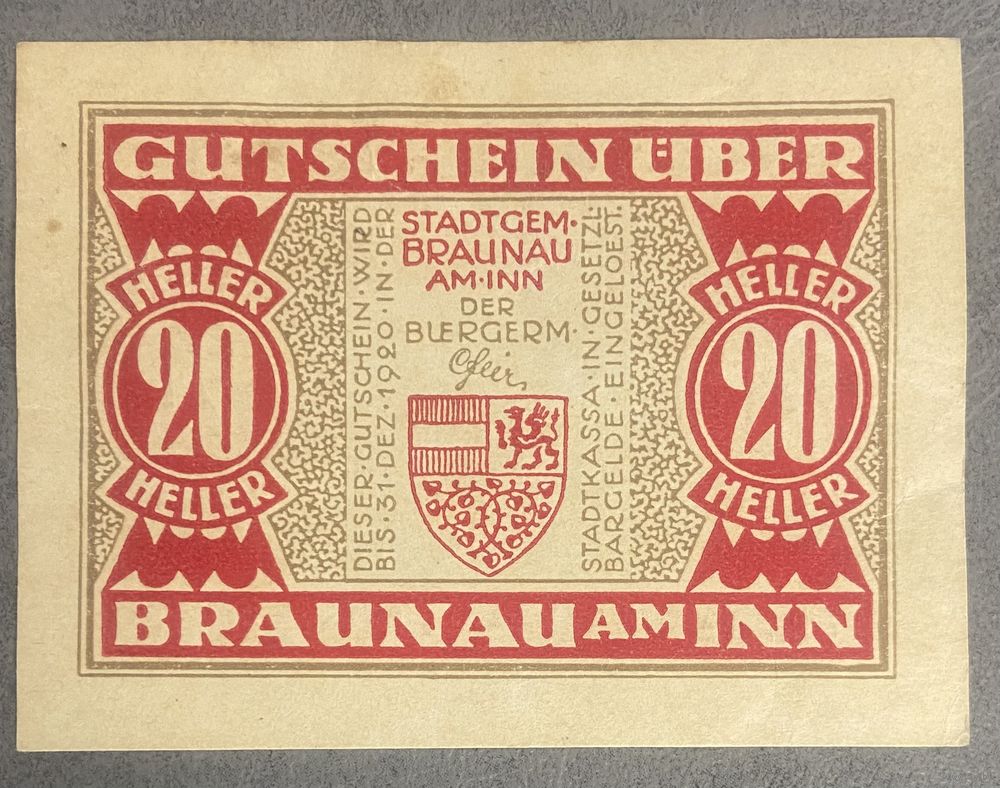 GUTSCHEIN ÜBER
HELLER
20
HELLER
DIESER·GUTSCHEIN·WIRD
BIS·31·DEZ·1920·IN·DER
STADTGEM·
BRAUNAU
AM·INN
DER
BUERGERM·
STADTKASSA·IN·GESETZL·
BARGELDE·EINGELOEST·
HELLER
20
HELLER
BRAUNAU AM INN